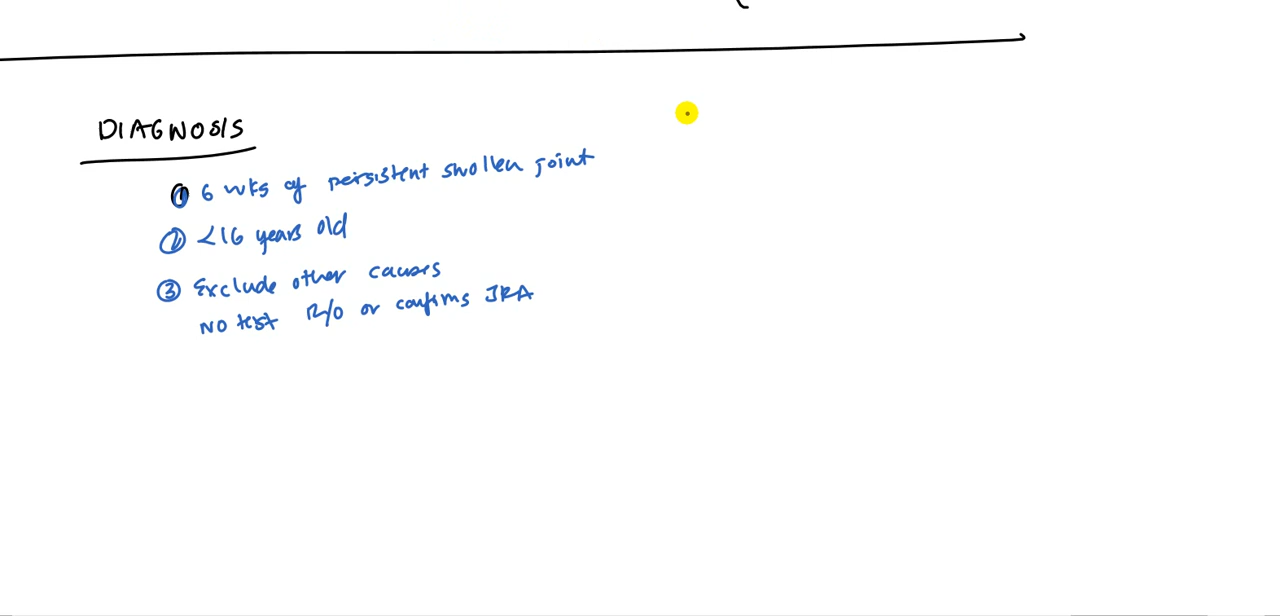 DIAGNOSIS
① 6 wks of persistent swollen joint
② <16 years old
③ Exclude other causes
No test R/O or confirms JRA